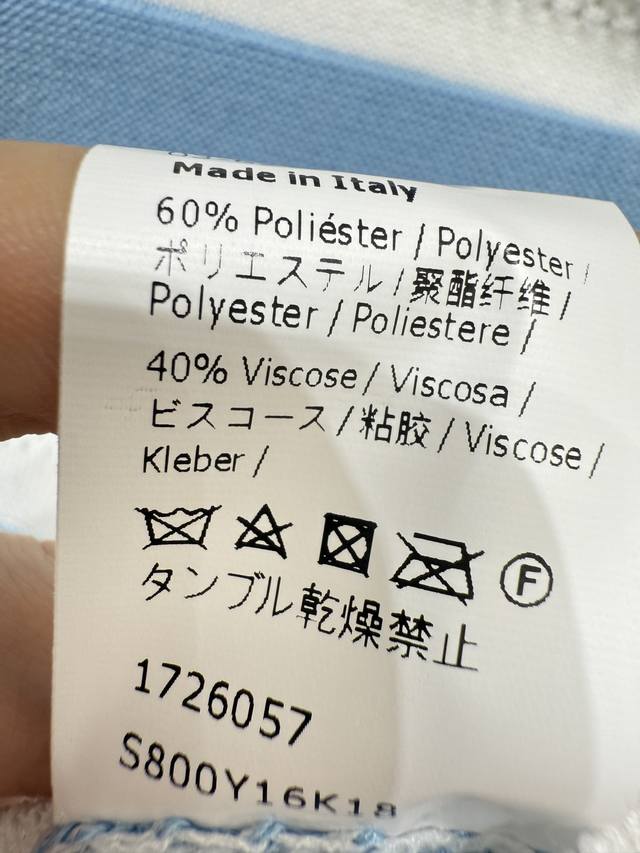 Made in Italy
60% Poliéster / Polyester /
ポリエステル / 聚酯纤维 /
Polyester / Poliestere /
40% Viscose / Viscosa /
ビスコース / 粘胶 / Viscose /
Kleber /
F
タンブル乾燥禁止
1726057
S800Y16K18